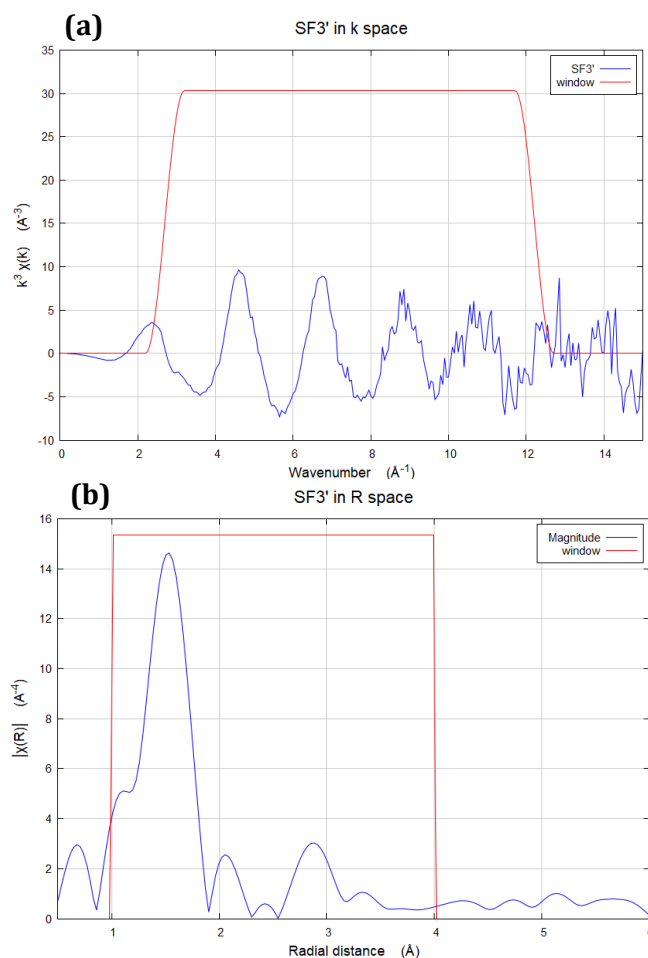 (a)
SF3' in k space
35
30
25
20
15
10
5
0
-5
-10
k³ χ(k) (A⁻³)
SF3'
window
0 2 4 6 8 10 12 14
Wavenumber (Å⁻¹)
(b)
SF3' in R space
16
14
12
10
8
6
4
2
0
|χ(R)| (A⁻⁴)
Magnitude
window
1 2 3 4 5 6
Radial distance (Å)